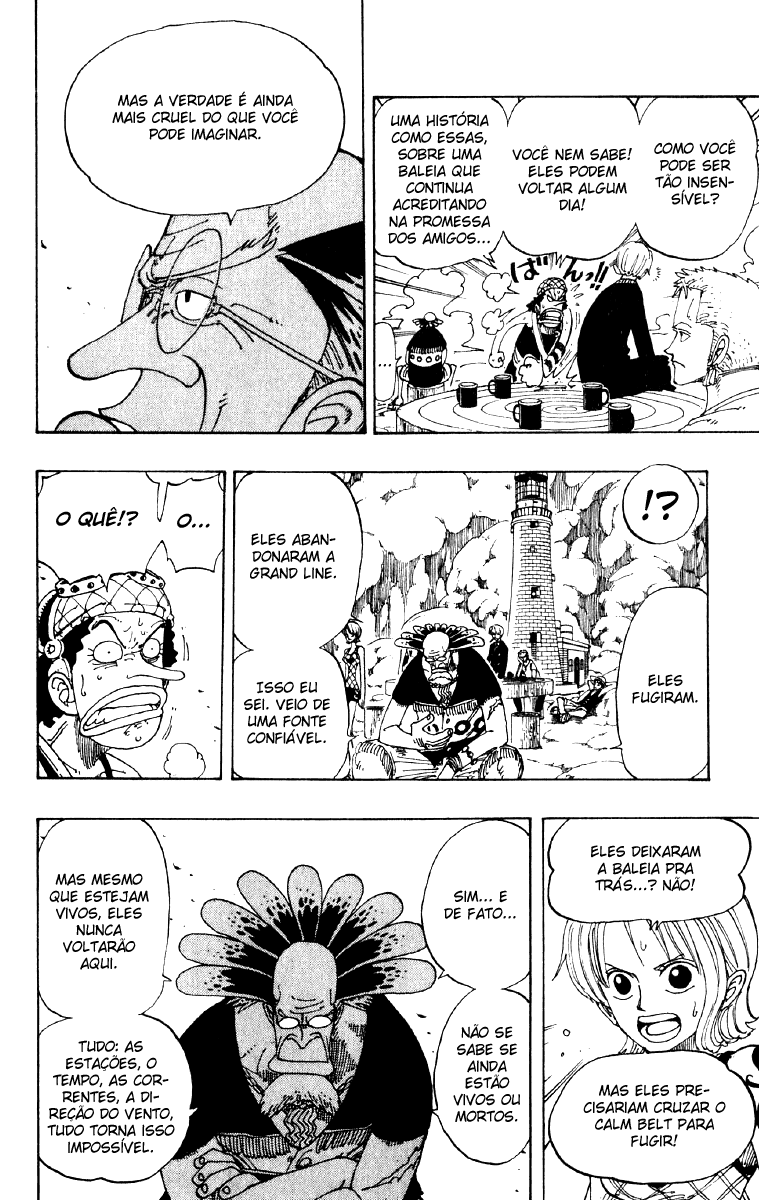 COMO VOCÊ
PODE SER
TÃO INSEN-
SÍVEL?
VOCÊ NEM SABE!
ELES PODEM
VOLTAR ALGUM
DIA!
UMA HISTÓRIA
COMO ESSAS,
SOBRE UMA
BALEIA QUE
CONTINUA
ACREDITANDO
NA PROMESSA
DOS AMIGOS...
ばんっ!!
...
MAS A VERDADE É AINDA
MAIS CRUEL DO QUE VOCÊ
PODE IMAGINAR.
!?
ELES
FUGIRAM.
ELES ABAN-
DONARAM A
GRAND LINE.
ISSO EU
SEI. VEIO DE
UMA FONTE
CONFIÁVEL.
O...
O QUÊ!?
ELES DEIXARAM
A BALEIA PRA
TRÁS...? NÃO!
MAS ELES PRE-
CISARIAM CRUZAR O
CALM BELT PARA
FUGIR!
SIM... E
DE FATO...
NÃO SE
SABE SE
AINDA
ESTÃO
VIVOS OU
MORTOS.
MAS MESMO
QUE ESTEJAM
VIVOS, ELES
NUNCA
VOLTARÃO
AQUI.
TUDO: AS
ESTAÇÕES, O
TEMPO, AS COR-
RENTES, A DI-
REÇÃO DO VENTO,
TUDO TORNA ISSO
IMPOSSÍVEL.